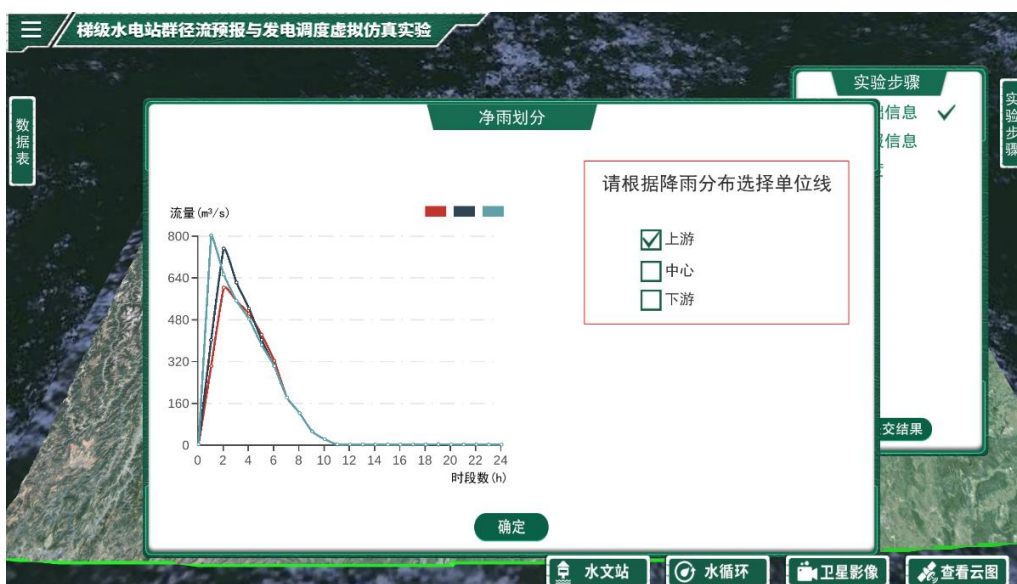 梯级水电站群径流预报与发电调度虚拟仿真实验
实验步骤
信息
信息
实验步骤
数据表
净雨划分
请根据降雨分布选择单位线
上游
中心
下游
流量(m³/s)
800
640
480
320
160
0
0 2 4 6 8 10 12 14 16 18 20 22 24
时段数(h)
交结果
确定
水文站
水循环
卫星影像
查看云图